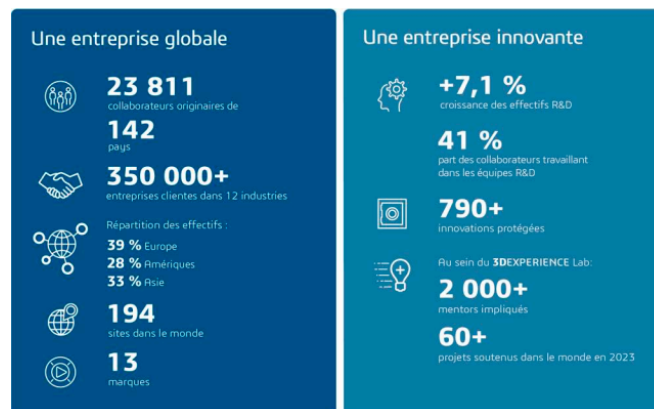 Une entreprise globale
23 811
collaborateurs originaires de
142
pays
350 000+
entreprises clientes dans 12 industries
Répartition des effectifs :
39 % Europe
28 % Amériques
33 % Asie
194
sites dans le monde
13
marques
Une entreprise innovante
+7,1 %
croissance des effectifs R&D
41 %
part des collaborateurs travaillant
dans les équipes R&D
790+
innovations protégées
Au sein du 3DEXPERIENCE Lab:
2 000+
mentors impliqués
60+
projets soutenus dans le monde en 2023